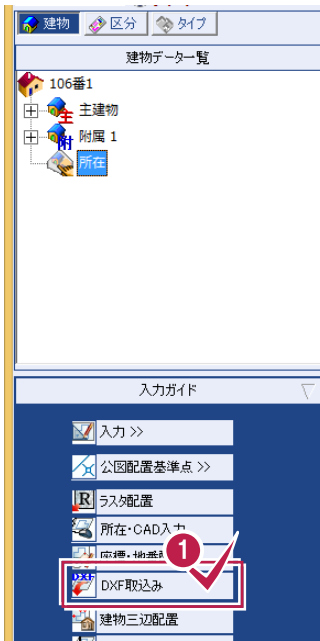 建物 区分 タイプ
建物データ一覧
106番1
主建物
附属 1
所在
入力ガイド
入力 >>
公図配置基準点 >>
ラスタ配置
所在・CAD入力
1
DXF取込み
建物三辺配置